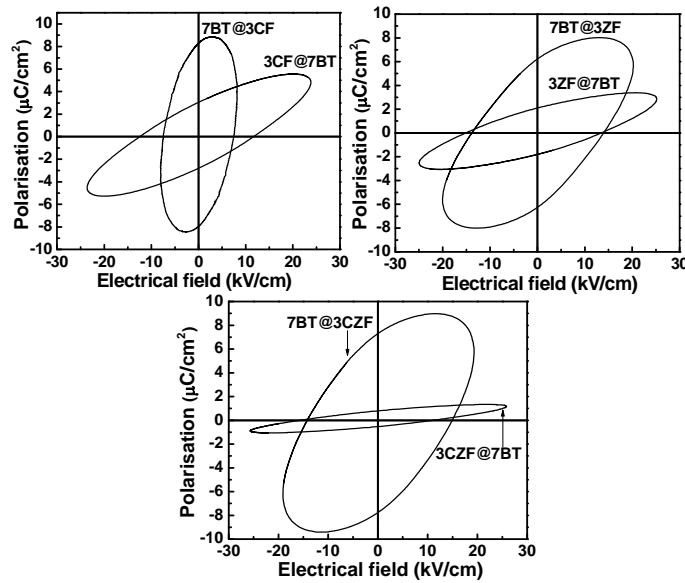 7BT@3CF
3CF@7BT
Polarisation (μC/cm²)
10
8
6
4
2
0
-2
-4
-6
-8
-10
-30 -20 -10 0 10 20 30
Electrical field (kV/cm)
7BT@3ZF
3ZF@7BT
Polarisation (μC/cm²)
10
8
6
4
2
0
-2
-4
-6
-8
-10
-30 -20 -10 0 10 20 30
Electrical field (kV/cm)
7BT@3CZF
3CZF@7BT
Polarisation (μC/cm²)
10
8
6
4
2
0
-2
-4
-6
-8
-10
-30 -20 -10 0 10 20 30
Electrical field (kV/cm)